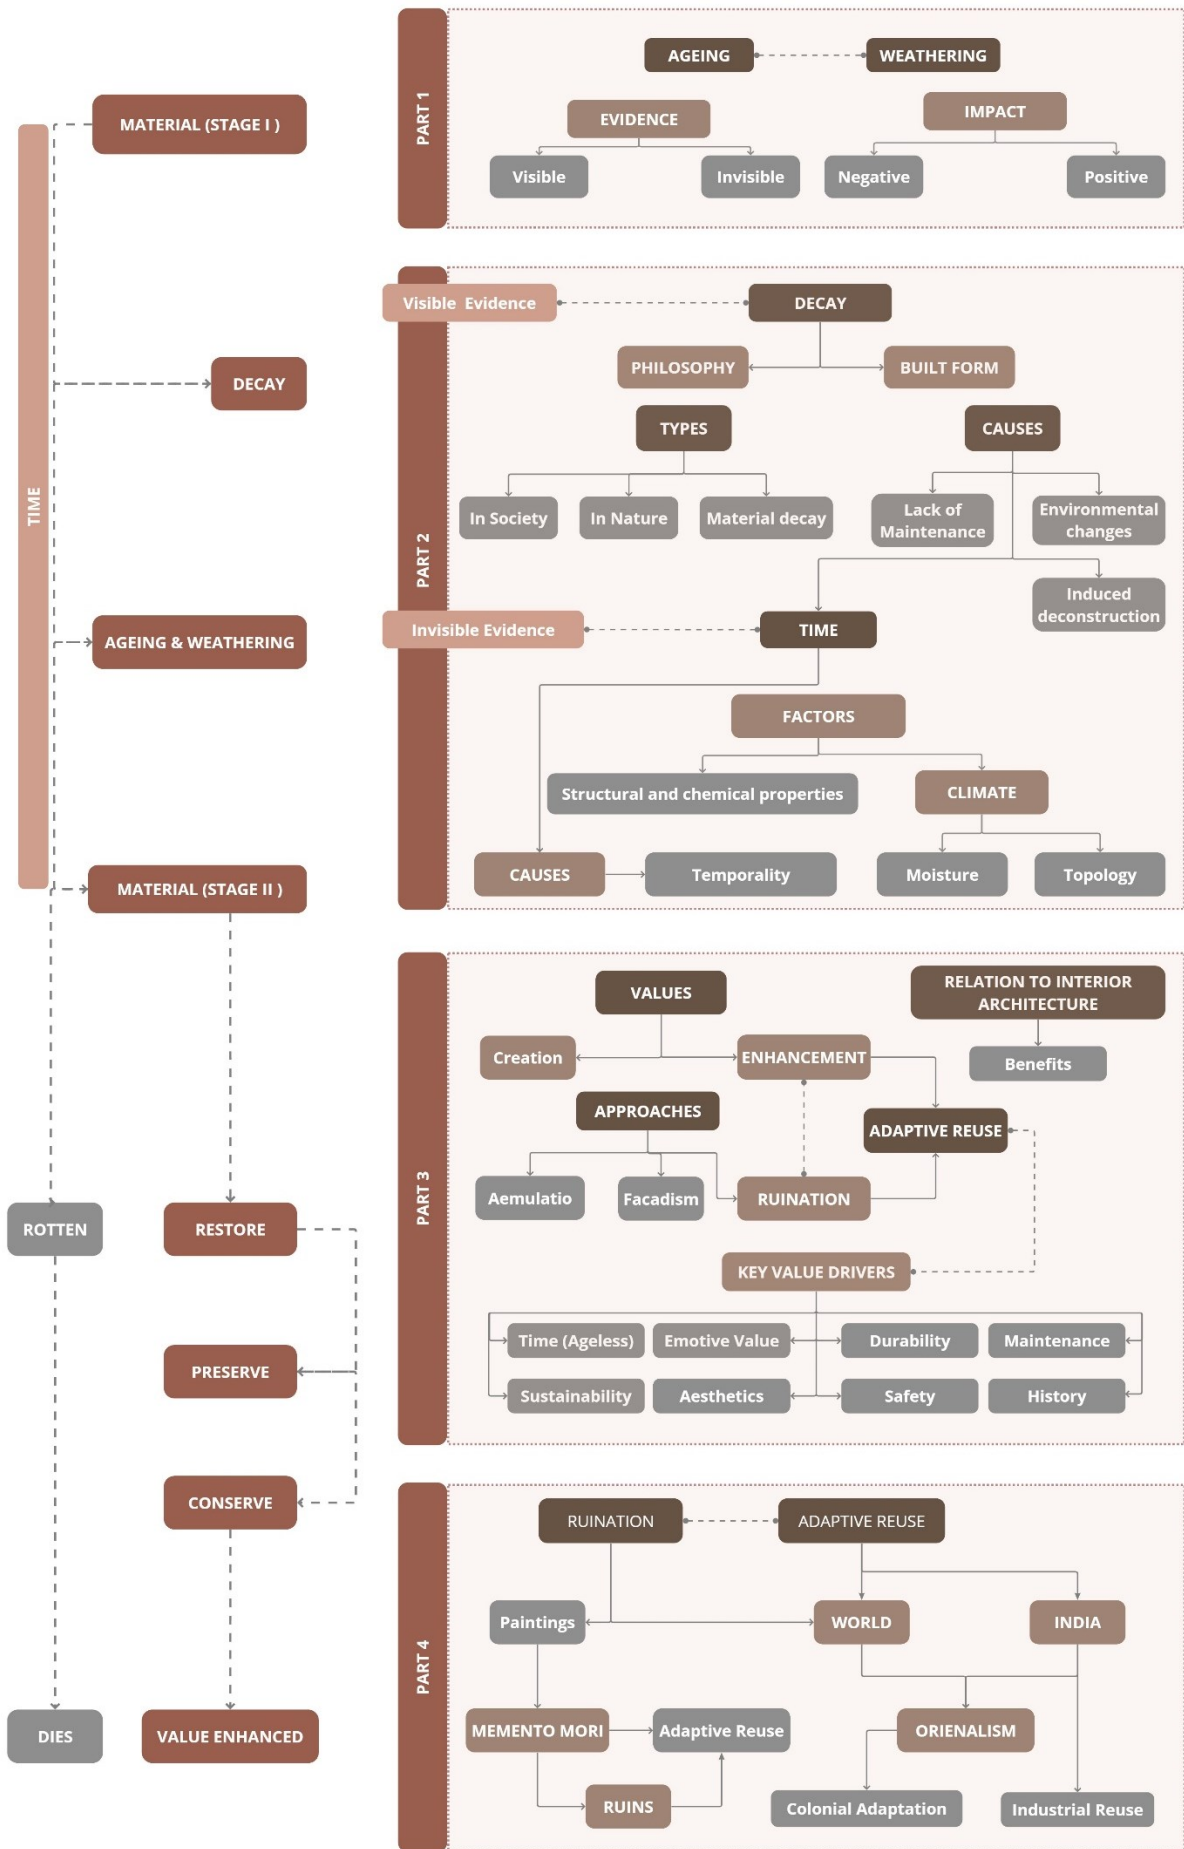 TIME
MATERIAL (STAGE I )
DECAY
AGEING & WEATHERING
MATERIAL (STAGE II )
ROTTEN
RESTORE
PRESERVE
CONSERVE
DIES
VALUE ENHANCED
PART 1
AGEING
WEATHERING
EVIDENCE
IMPACT
Visible
Invisible
Negative
Positive
PART 2
Visible Evidence
DECAY
PHILOSOPHY
BUILT FORM
TYPES
CAUSES
In Society
In Nature
Material decay
Lack of
Maintenance
Environmental
changes
Induced
deconstruction
Invisible Evidence
TIME
FACTORS
Structural and chemical properties
CLIMATE
CAUSES
Temporality
Moisture
Topology
PART 3
VALUES
RELATION TO INTERIOR
ARCHITECTURE
Creation
ENHANCEMENT
Benefits
APPROACHES
ADAPTIVE REUSE
Aemulatio
Facadism
RUINATION
KEY VALUE DRIVERS
Time (Ageless)
Emotive Value
Durability
Maintenance
Sustainability
Aesthetics
Safety
History
PART 4
RUINATION
ADAPTIVE REUSE
Paintings
WORLD
INDIA
MEMENTO MORI
Adaptive Reuse
ORIENALISM
RUINS
Colonial Adaptation
Industrial Reuse